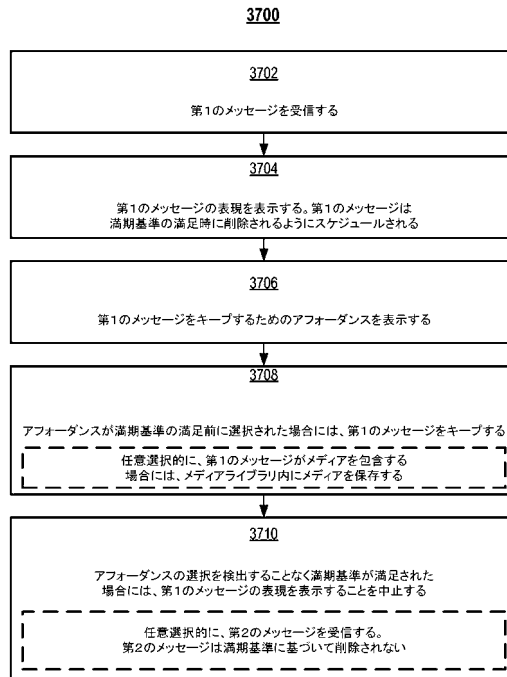 3700
3702
第1のメッセージを受信する
3704
第1のメッセージの表現を表示する。第1のメッセージは
満期基準の満足時に削除されるようにスケジュールされる
3706
第1のメッセージをキープするためのアフォーダンスを表示する
3708
アフォーダンスが満期基準の満足前に選択された場合には、第1のメッセージをキープする
任意選択的に、第1のメッセージがメディアを包含する
場合には、メディアライブラリ内にメディアを保存する
3710
アフォーダンスの選択を検出することなく満期基準が満足された
場合には、第1のメッセージの表現を表示することを中止する
任意選択的に、第2のメッセージを受信する。
第2のメッセージは満期基準に基づいて削除されない